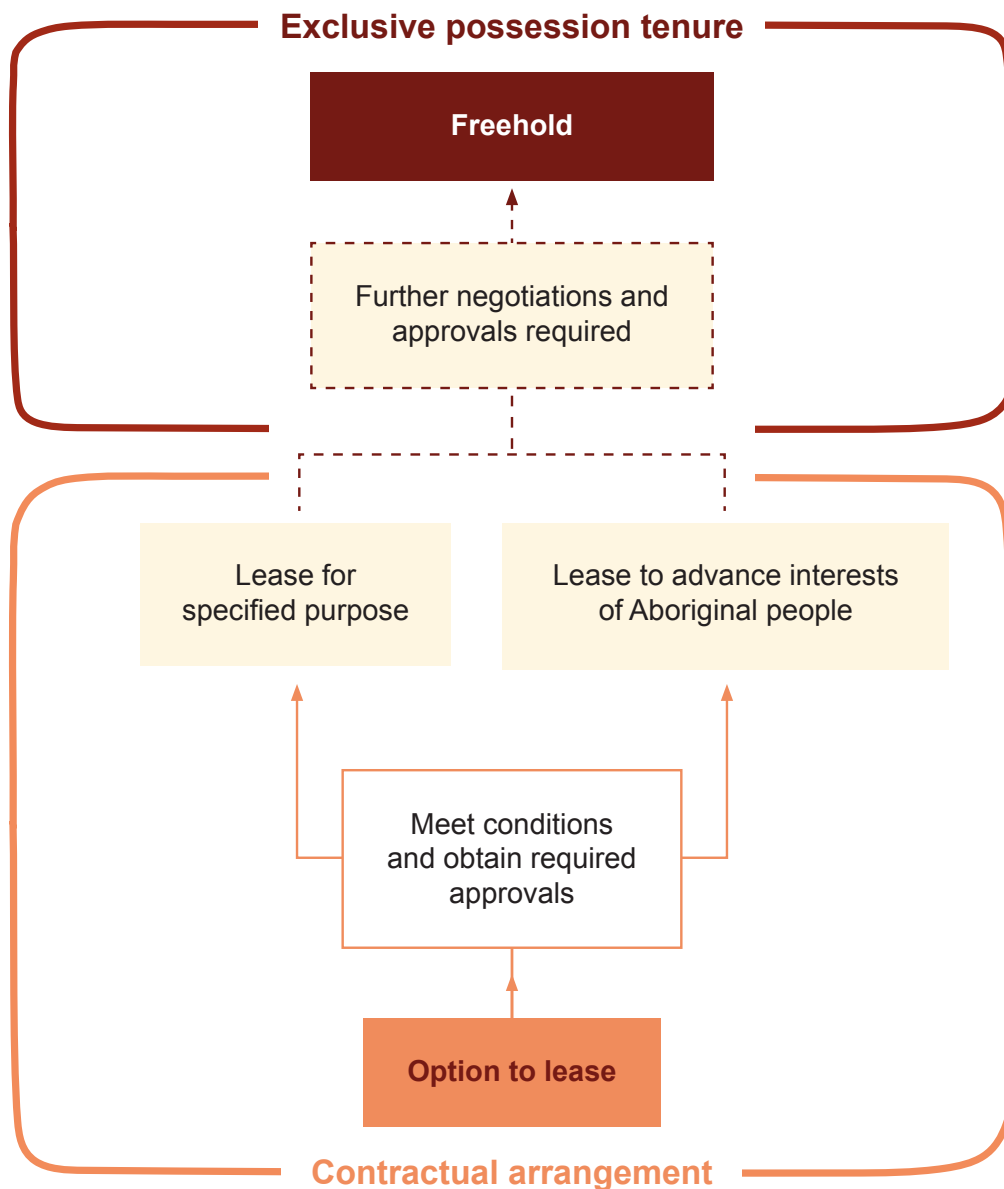 Exclusive possession tenure
Freehold
Further negotiations and
approvals required
Lease for
specified purpose
Lease to advance interests
of Aboriginal people
Meet conditions
and obtain required
approvals
Option to lease
Contractual arrangement